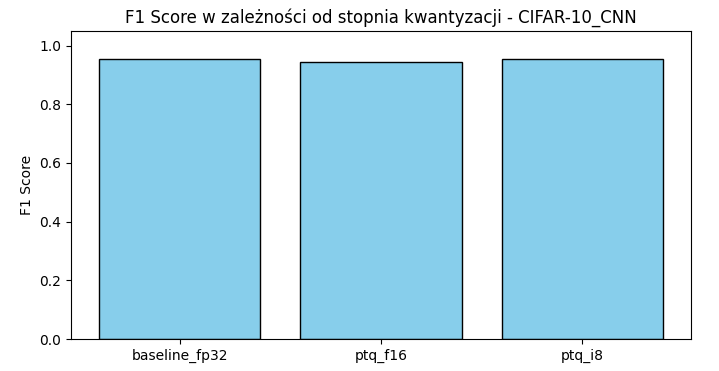 F1 Score w zależności od stopnia kwantyzacji - CIFAR-10_CNN
1.0
0.8
0.6
0.4
0.2
0.0
F1 Score
baseline_fp32 ptq_f16 ptq_i8